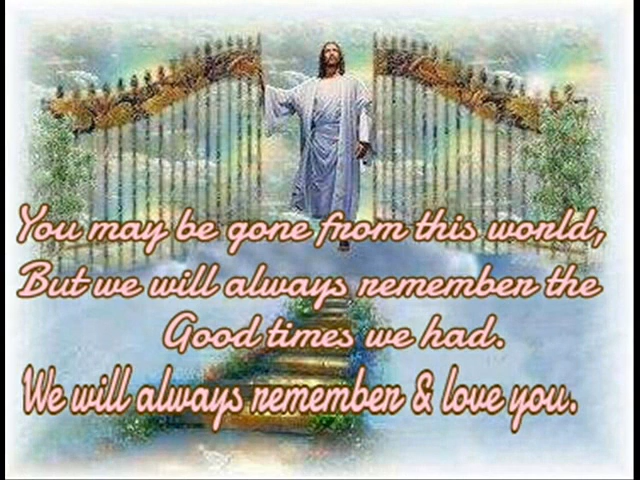 You may be gone from this world,
But we will always remember the
Good times we had.
We will always remember & love you.